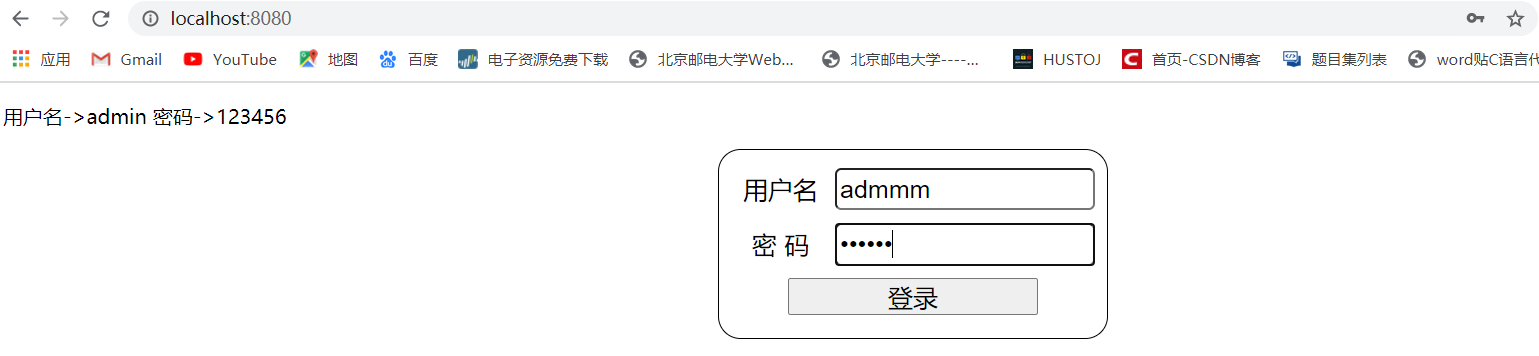 localhost:8080
应用 Gmail YouTube 地图 百度 电子资源免费下载 北京邮电大学Web... 北京邮电大学----... HUSTOJ 首页-CSDN博客 题目集列表 word贴C语言代
用户名->admin 密码->123456
用户名 admmm
密 码 ••••••
登录